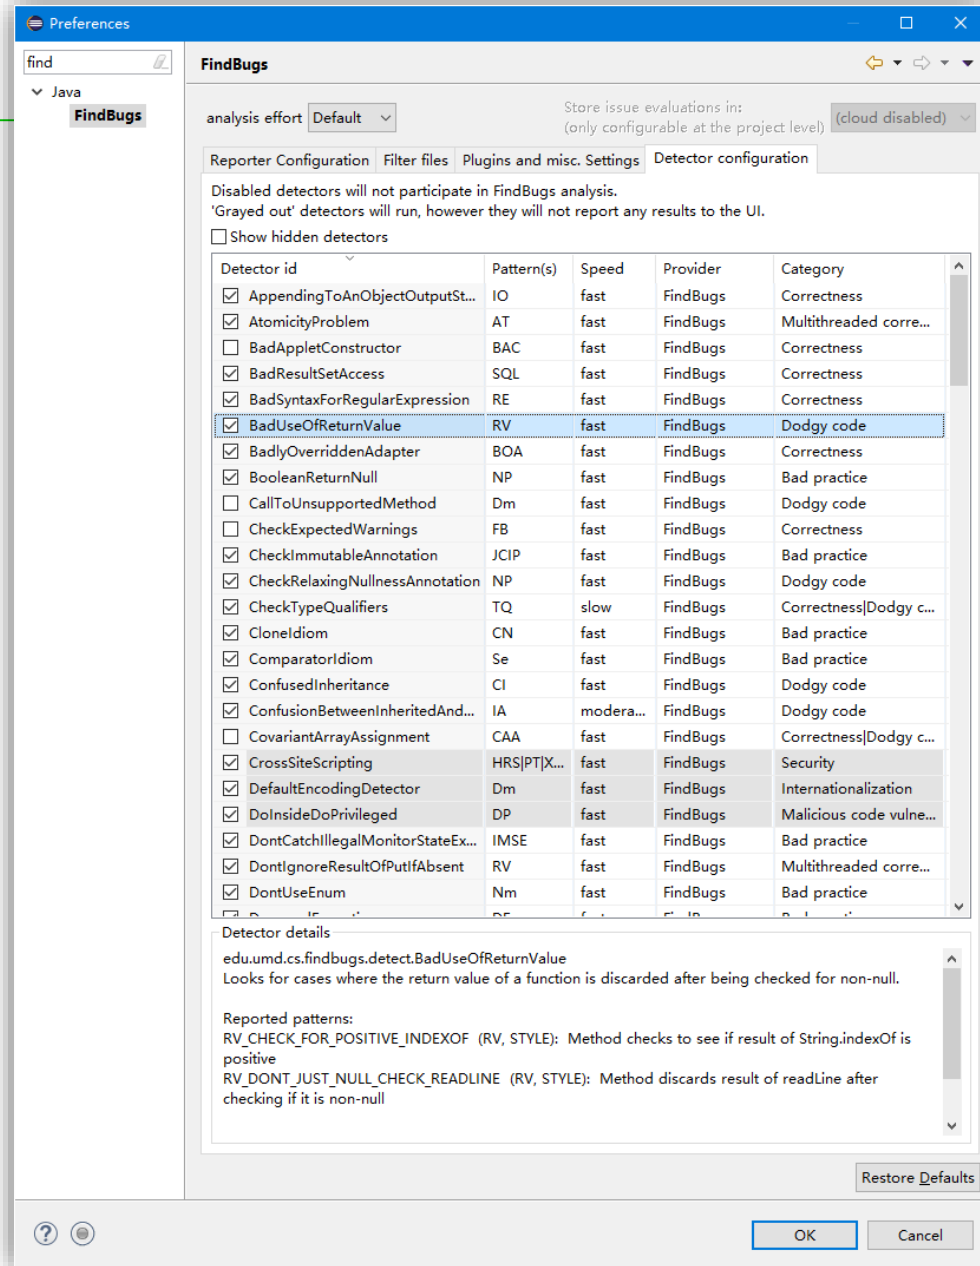 Preferences
find
Java
FindBugs
FindBugs
analysis effort Default
Store issue evaluations in:
(only configurable at the project level) (cloud disabled)
Reporter Configuration Filter files Plugins and misc. Settings Detector configuration
Disabled detectors will not participate in FindBugs analysis.
'Grayed out' detectors will run, however they will not report any results to the UI.
Show hidden detectors
Detector id Pattern(s) Speed Provider Category
AppendingToAnObjectOutputSt... IO fast FindBugs Correctness
AtomicityProblem AT fast FindBugs Multithreaded corre...
BadAppletConstructor BAC fast FindBugs Correctness
BadResultSetAccess SQL fast FindBugs Correctness
BadSyntaxForRegularExpression RE fast FindBugs Correctness
BadUseOfReturnValue RV fast FindBugs Dodgy code
BadlyOverriddenAdapter BOA fast FindBugs Correctness
BooleanReturnNull NP fast FindBugs Bad practice
CallToUnsupportedMethod Dm fast FindBugs Dodgy code
CheckExpectedWarnings FB fast FindBugs Correctness
CheckImmutableAnnotation JCIP fast FindBugs Bad practice
CheckRelaxingNullnessAnnotation NP fast FindBugs Dodgy code
CheckTypeQualifiers TQ slow FindBugs Correctness|Dodgy c...
CloneIdiom CN fast FindBugs Bad practice
ComparatorIdiom Se fast FindBugs Bad practice
ConfusedInheritance CI fast FindBugs Dodgy code
ConfusionBetweenInheritedAnd... IA modera... FindBugs Dodgy code
CovariantArrayAssignment CAA fast FindBugs Correctness|Dodgy c...
CrossSiteScripting HRS|PT|X... fast FindBugs Security
DefaultEncodingDetector Dm fast FindBugs Internationalization
DoInsideDoPrivileged DP fast FindBugs Malicious code vulne...
DontCatchIllegalMonitorStateEx... IMSE fast FindBugs Bad practice
DontIgnoreResultOfPutIfAbsent RV fast FindBugs Multithreaded corre...
DontUseEnum Nm fast FindBugs Bad practice
Detector details
edu.umd.cs.findbugs.detect.BadUseOfReturnValue
Looks for cases where the return value of a function is discarded after being checked for non-null.
Reported patterns:
RV_CHECK_FOR_POSITIVE_INDEXOF (RV, STYLE): Method checks to see if result of String.indexOf is
positive
RV_DONT_JUST_NULL_CHECK_READLINE (RV, STYLE): Method discards result of readLine after
checking if it is non-null
Restore Defaults
OK Cancel